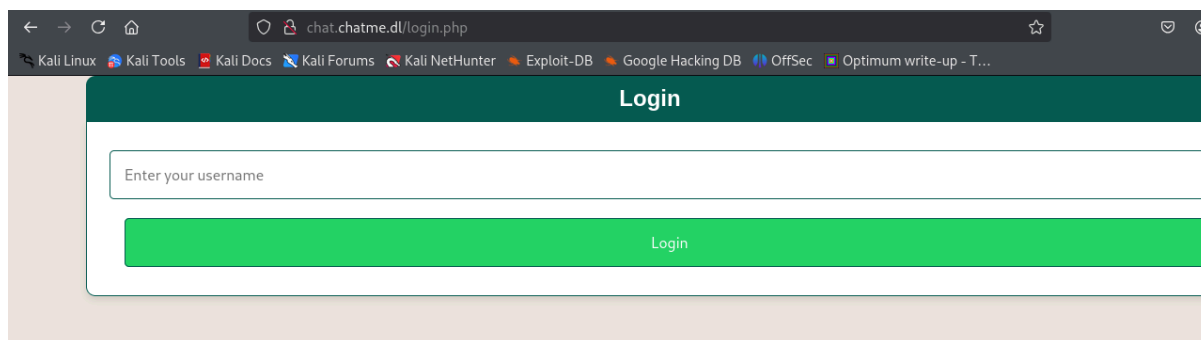 chat.chatme.dl/login.php
Kali Linux Kali Tools Kali Docs Kali Forums Kali NetHunter Exploit-DB Google Hacking DB OffSec Optimum write-up - T...
Login
Enter your username
Login